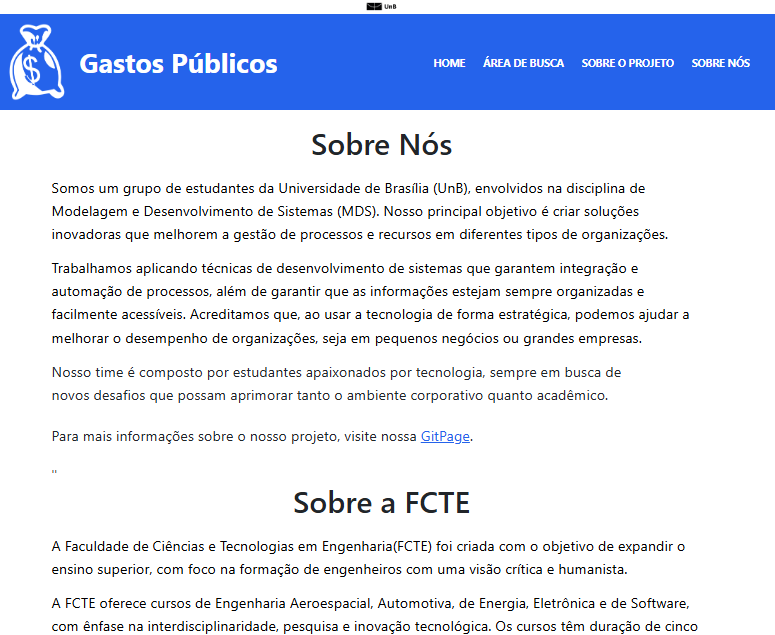 UnB
$
Gastos Públicos
HOME ÁREA DE BUSCA SOBRE O PROJETO SOBRE NÓS
Sobre Nós
Somos um grupo de estudantes da Universidade de Brasília (UnB), envolvidos na disciplina de
Modelagem e Desenvolvimento de Sistemas (MDS). Nosso principal objetivo é criar soluções
inovadoras que melhorem a gestão de processos e recursos em diferentes tipos de organizações.
Trabalhamos aplicando técnicas de desenvolvimento de sistemas que garantem integração e
automação de processos, além de garantir que as informações estejam sempre organizadas e
facilmente acessíveis. Acreditamos que, ao usar a tecnologia de forma estratégica, podemos ajudar a
melhorar o desempenho de organizações, seja em pequenos negócios ou grandes empresas.
Nosso time é composto por estudantes apaixonados por tecnologia, sempre em busca de
novos desafios que possam aprimorar tanto o ambiente corporativo quanto acadêmico.
Para mais informações sobre o nosso projeto, visite nossa GitPage.
"
Sobre a FCTE
A Faculdade de Ciências e Tecnologias em Engenharia(FCTE) foi criada com o objetivo de expandir o
ensino superior, com foco na formação de engenheiros com uma visão crítica e humanista.
A FCTE oferece cursos de Engenharia Aeroespacial, Automotiva, de Energia, Eletrônica e de Software,
com ênfase na interdisciplinaridade, pesquisa e inovação tecnológica. Os cursos têm duração de cinco